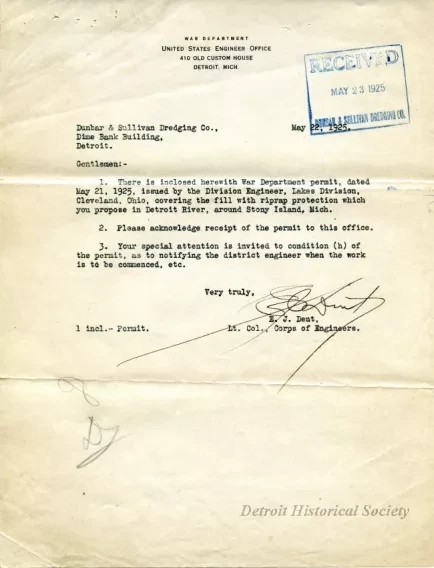 WAR DEPARTMENT
UNITED STATES ENGINEER OFFICE
410 OLD CUSTOM HOUSE
DETROIT, MICH.
RECEIVED
MAY 23 1925
DUNBAR & SULLIVAN DREDGING CO.
Dunbar & Sullivan Dredging Co., May 22, 1925.
Dime Bank Building,
Detroit.
Gentlemen:-
1. There is inclosed herewith War Department permit, dated
May 21, 1925, issued by the Division Engineer, Lakes Division,
Cleveland, Ohio, covering the fill with riprap protection which
you propose in Detroit River, around Stony Island, Mich.
2. Please acknowledge receipt of the permit to this office.
3. Your special attention is invited to condition (h) of
the permit, as to notifying the district engineer when the work
is to be commenced, etc.
Very truly,
E. J. Dent,
1 incl.- Permit. Lt. Col., Corps of Engineers.
Detroit Historical Society